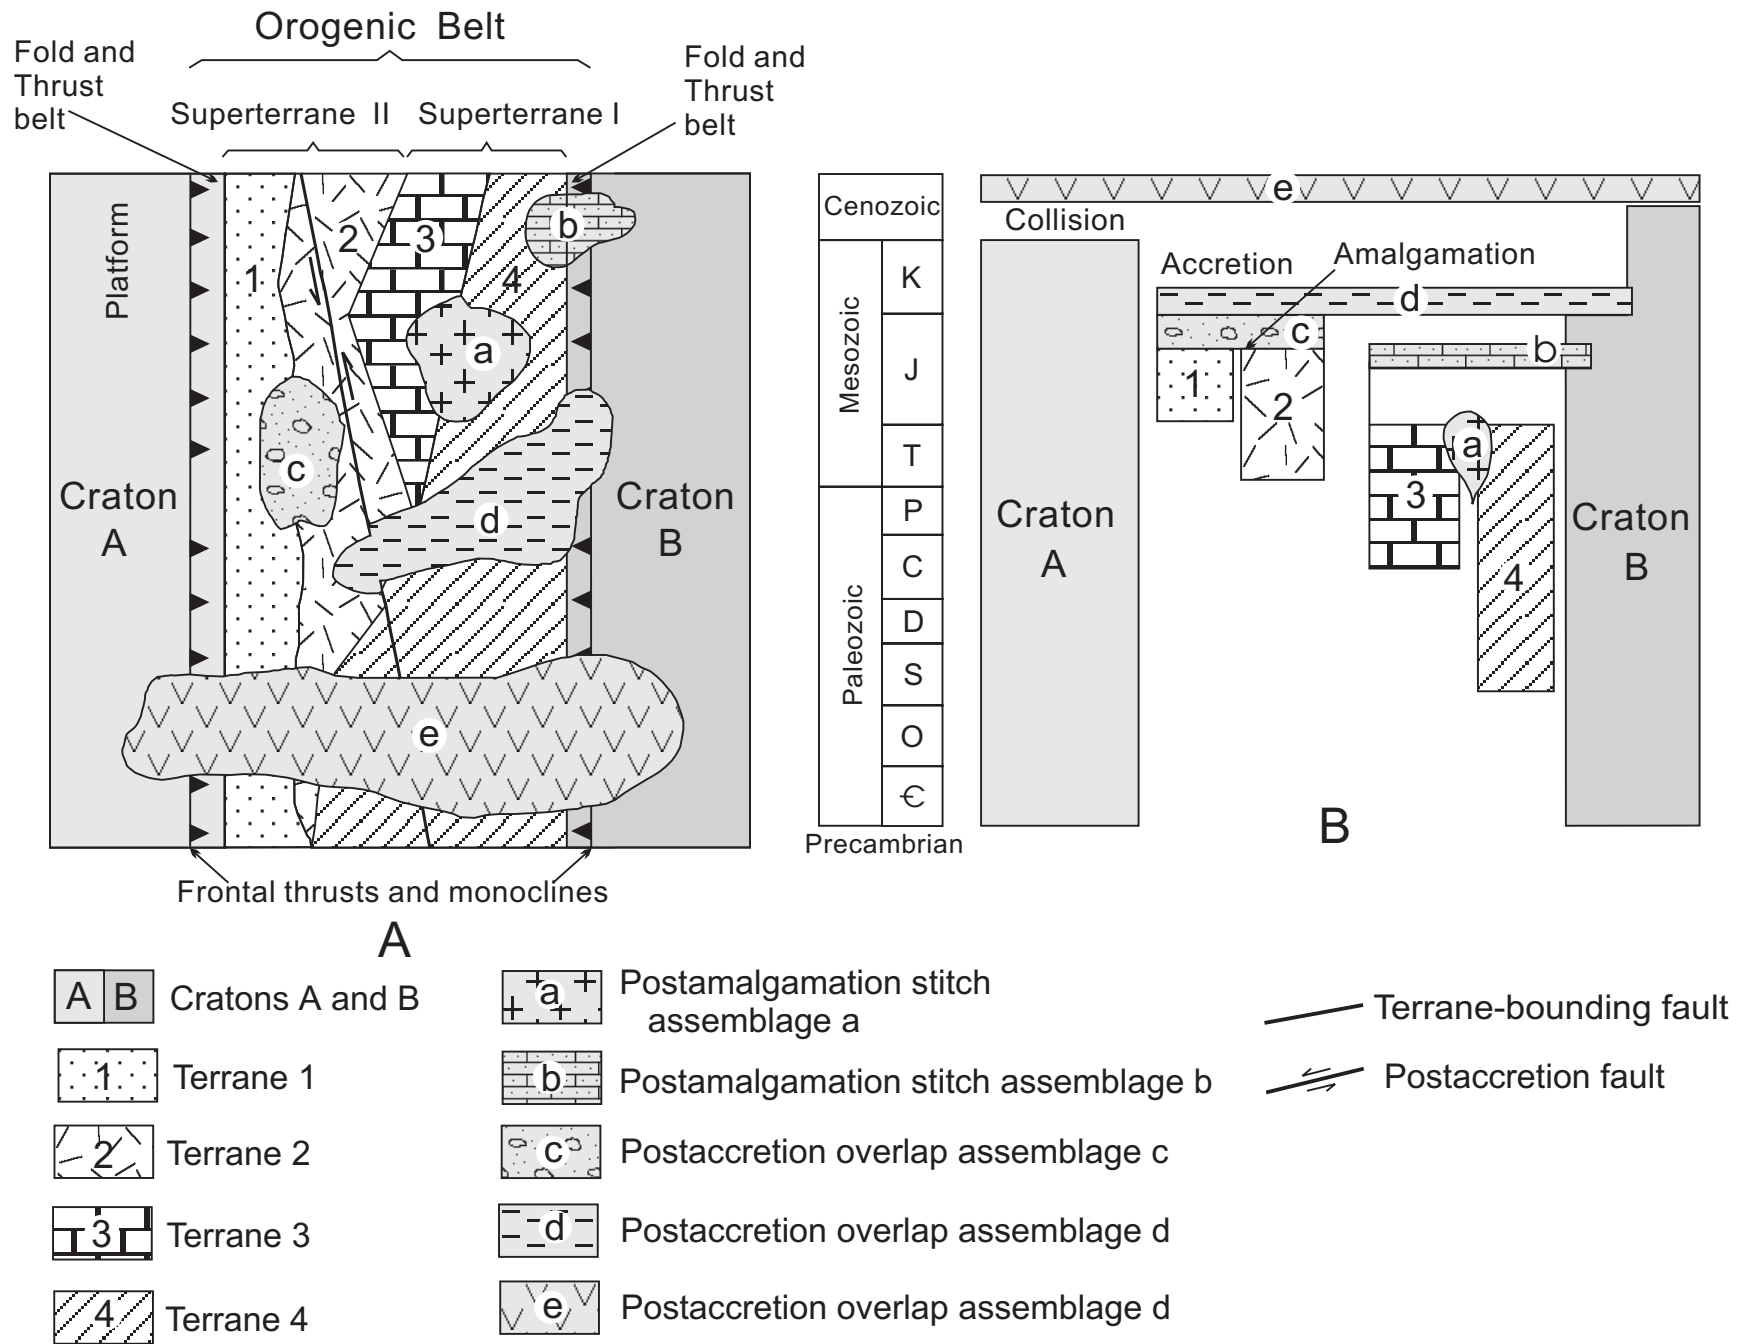 Orogenic Belt
Fold and
Thrust
belt
Fold and
Thrust
belt
Superterrane II
Superterrane I
Platform
1
2
3
4
b
a
c
d
e
Craton
A
Craton
B
Frontal thrusts and monoclines
A
Cenozoic
Mesozoic
Paleozoic
K
J
T
P
C
D
S
O
Є
Precambrian
e
Collision
Accretion
Amalgamation
d
c
b
1
2
a
3
4
Craton
A
Craton
B
B
A B Cratons A and B
1 Terrane 1
2 Terrane 2
3 Terrane 3
4 Terrane 4
a Postamalgamation stitch
assemblage a
b Postamalgamation stitch assemblage b
c Postaccretion overlap assemblage c
d Postaccretion overlap assemblage d
e Postaccretion overlap assemblage d
Terrane-bounding fault
Postaccretion fault